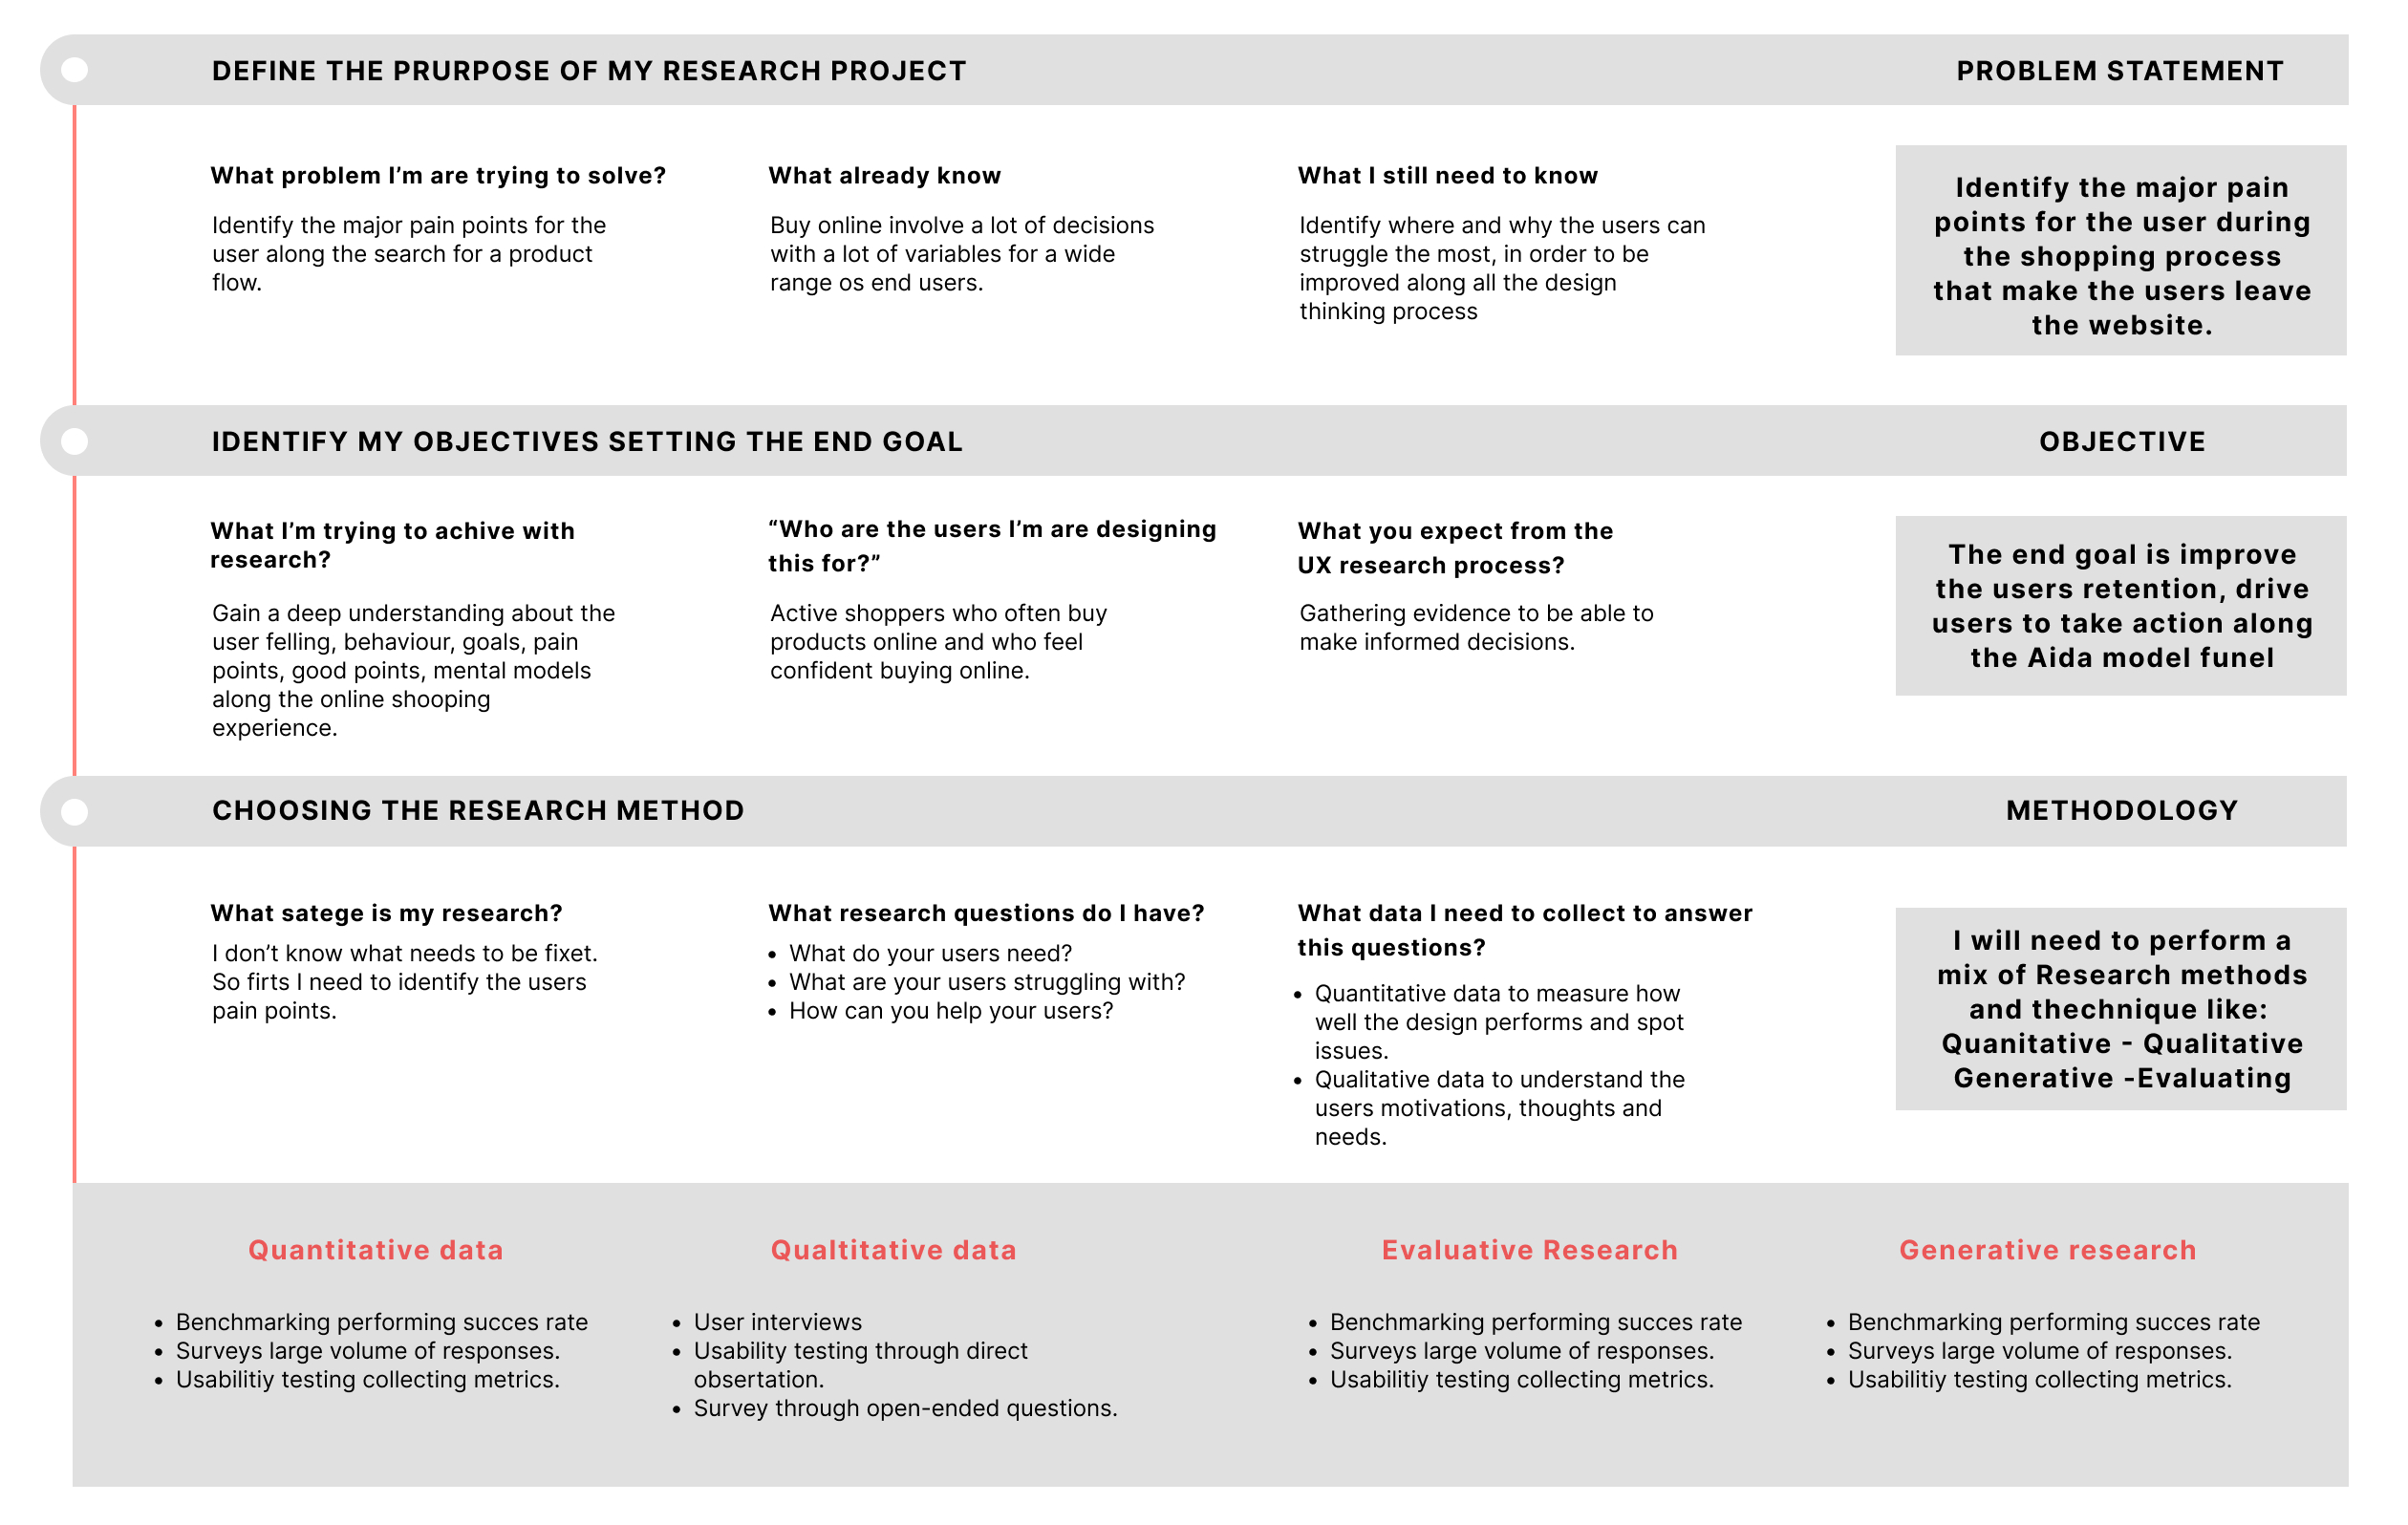 DEFINE THE PRURPOSE OF MY RESEARCH PROJECT
PROBLEM STATEMENT
What problem I’m are trying to solve?
Identify the major pain points for the
user along the search for a product
flow.
What already know
Buy online involve a lot of decisions
with a lot of variables for a wide
range os end users.
What I still need to know
Identify where and why the users can
struggle the most, in order to be
improved along all the design
thinking process
Identify the major pain
points for the user during
the shopping process
that make the users leave
the website.
IDENTIFY MY OBJECTIVES SETTING THE END GOAL
OBJECTIVE
What I’m trying to achive with
research?
Gain a deep understanding about the
user felling, behaviour, goals, pain
points, good points, mental models
along the online shooping
experience.
“Who are the users I’m are designing
this for?”
Active shoppers who often buy
products online and who feel
confident buying online.
What you expect from the
UX research process?
Gathering evidence to be able to
make informed decisions.
The end goal is improve
the users retention, drive
users to take action along
the Aida model funel
CHOOSING THE RESEARCH METHOD
METHODOLOGY
What satege is my research?
I don’t know what needs to be fixet.
So firts I need to identify the users
pain points.
What research questions do I have?
• What do your users need?
• What are your users struggling with?
• How can you help your users?
What data I need to collect to answer
this questions?
• Quantitative data to measure how
well the design performs and spot
issues.
• Qualitative data to understand the
users motivations, thoughts and
needs.
I will need to perform a
mix of Research methods
and thechnique like:
Quanitative - Qualitative
Generative -Evaluating
Quantitative data
• Benchmarking performing succes rate
• Surveys large volume of responses.
• Usabilitiy testing collecting metrics.
Qualtitative data
• User interviews
• Usability testing through direct
obsertation.
• Survey through open-ended questions.
Evaluative Research
• Benchmarking performing succes rate
• Surveys large volume of responses.
• Usabilitiy testing collecting metrics.
Generative research
• Benchmarking performing succes rate
• Surveys large volume of responses.
• Usabilitiy testing collecting metrics.